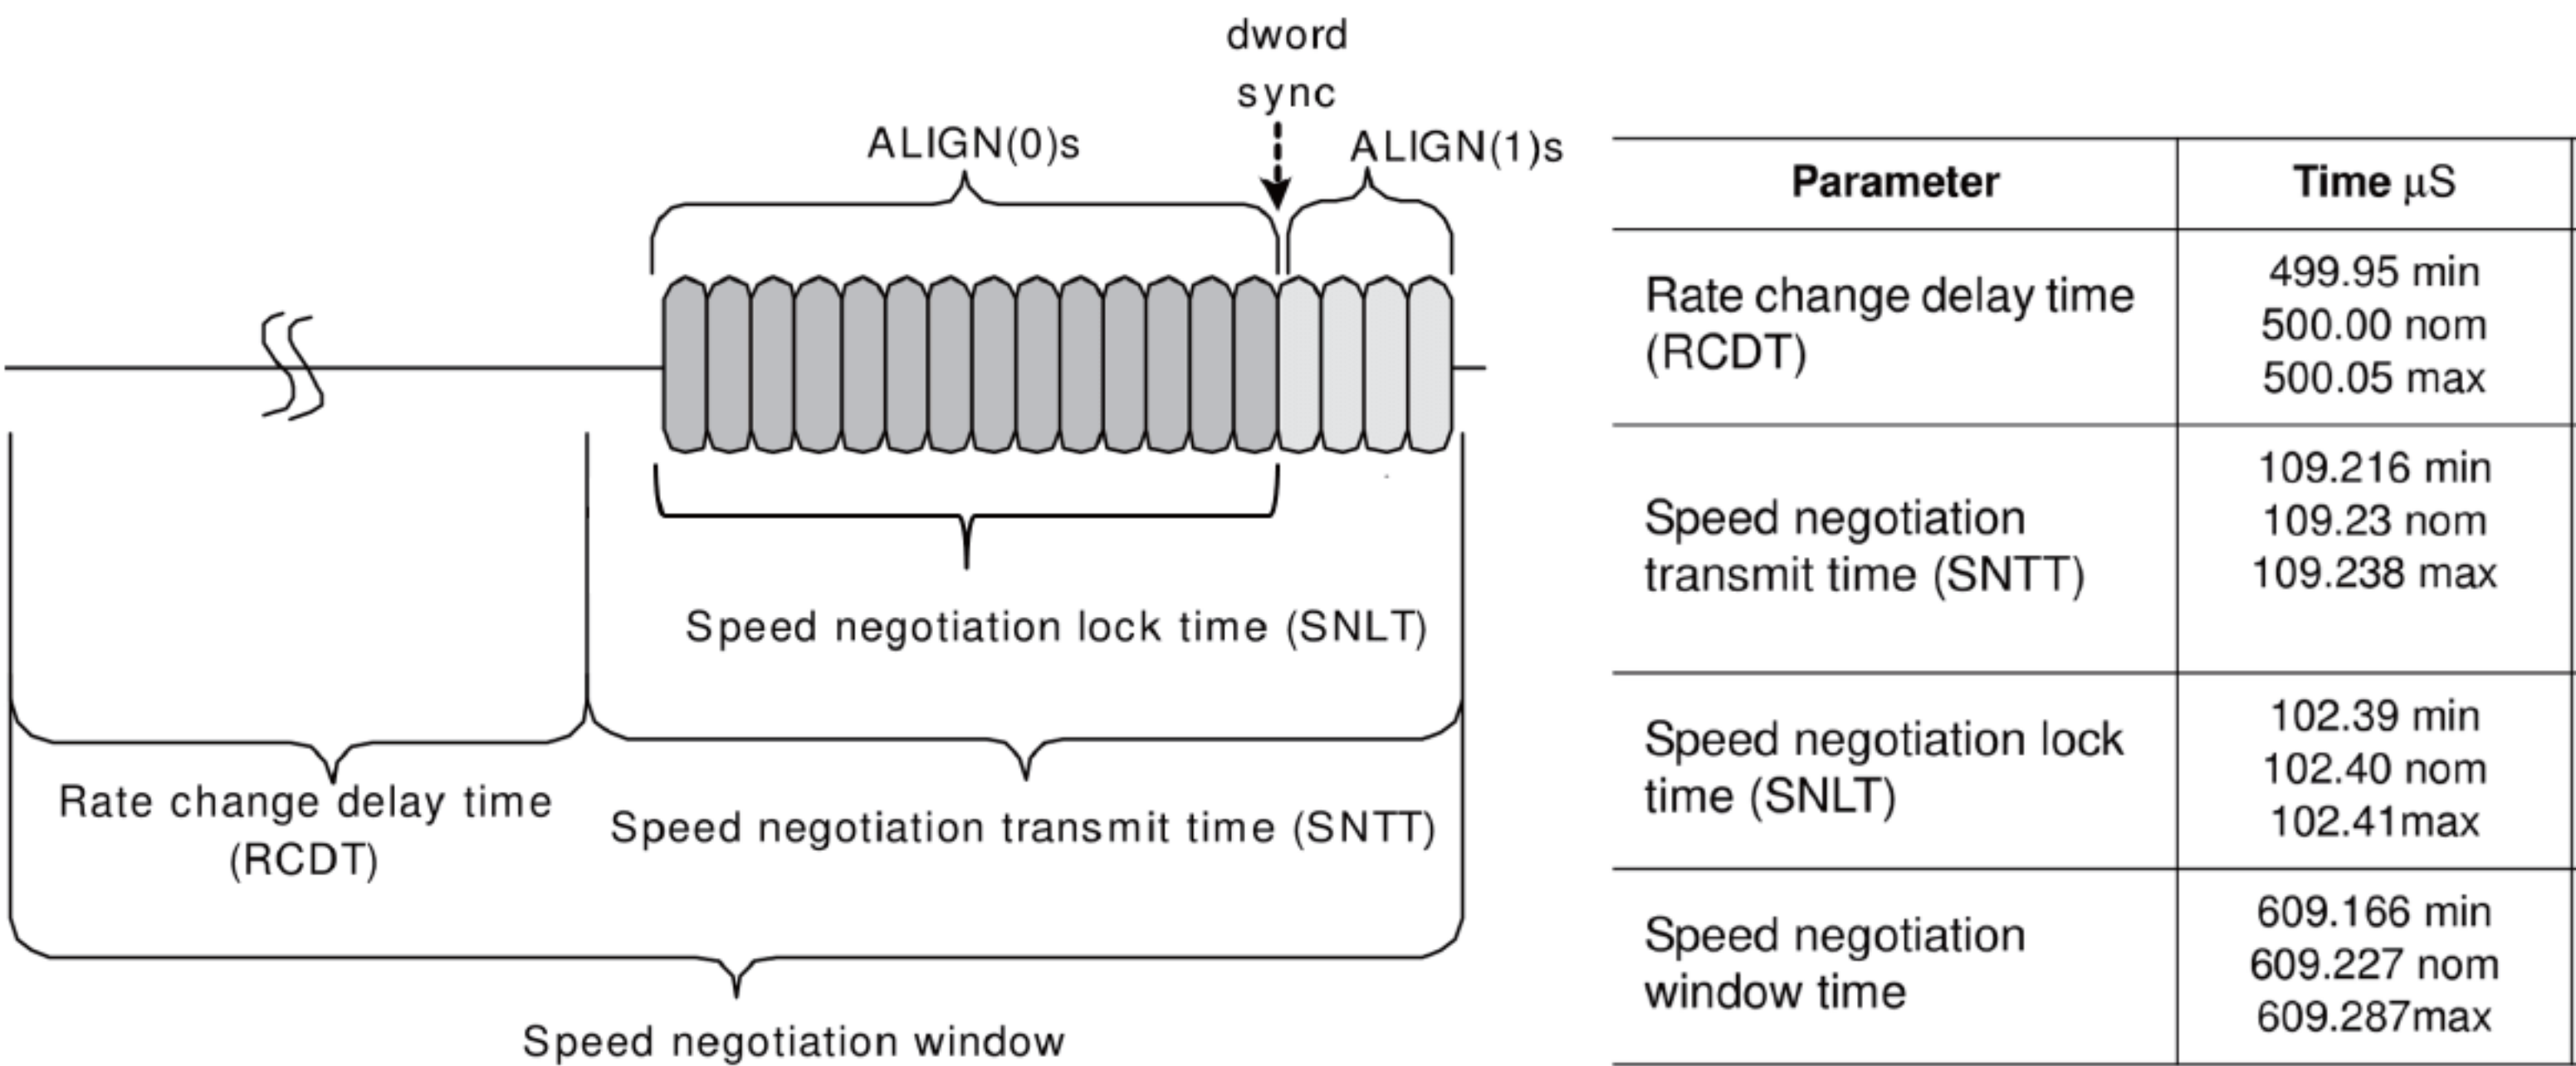 dword
sync
ALIGN(0)s
ALIGN(1)s
Speed negotiation lock time (SNLT)
Rate change delay time
(RCDT)
Speed negotiation transmit time (SNTT)
Speed negotiation window
Parameter
Time μS
Rate change delay time
(RCDT)
499.95 min
500.00 nom
500.05 max
Speed negotiation
transmit time (SNTT)
109.216 min
109.23 nom
109.238 max
Speed negotiation lock
time (SNLT)
102.39 min
102.40 nom
102.41max
Speed negotiation
window time
609.166 min
609.227 nom
609.287max